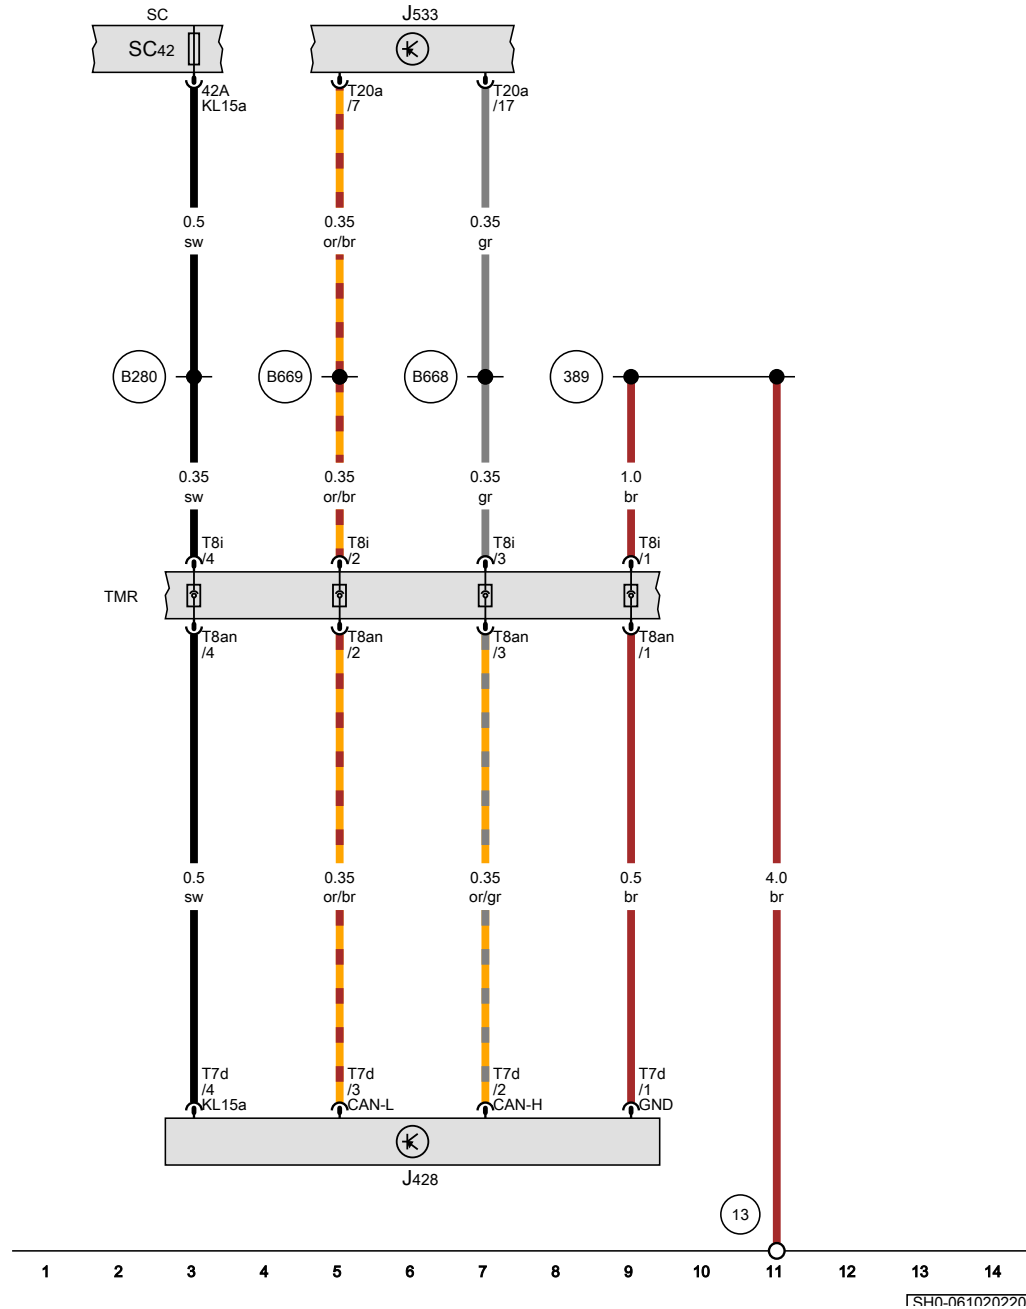 SC
J533
SC42
42A
KL15a
T20a
/7
T20a
/17
0.5
sw
0.35
or/br
0.35
gr
B280
B669
B668
389
0.35
sw
0.35
or/br
0.35
gr
1.0
br
T8i
/4
T8i
/2
T8i
/3
T8i
/1
TMR
T8an
/4
T8an
/2
T8an
/3
T8an
/1
0.5
sw
0.35
or/br
0.35
or/gr
0.5
br
4.0
br
T7d
/4
KL15a
T7d
/3
CAN-L
T7d
/2
CAN-H
T7d
/1
GND
J428
13
1 2 3 4 5 6 7 8 9 10 11 12 13 14
SH0-061020220